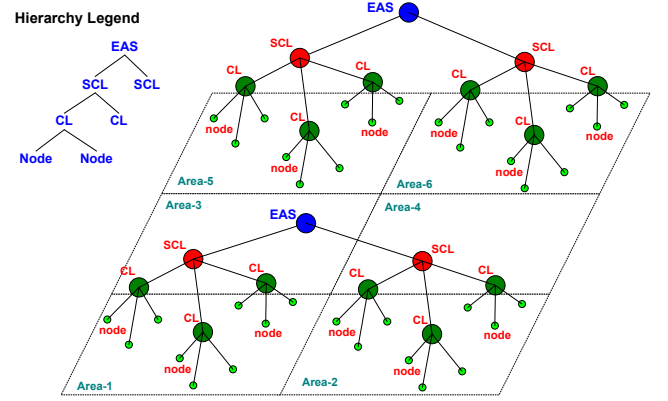 Hierarchy Legend
EAS
SCL SCL
CL CL
Node Node
EAS
SCL
SCL
CL
CL
CL
CL
node
CL
node
node
CL
node
node
node
Area-5
Area-6
Area-3
Area-4
EAS
SCL
SCL
CL
CL
CL
CL
node
CL
node
node
CL
node
node
node
Area-1
Area-2